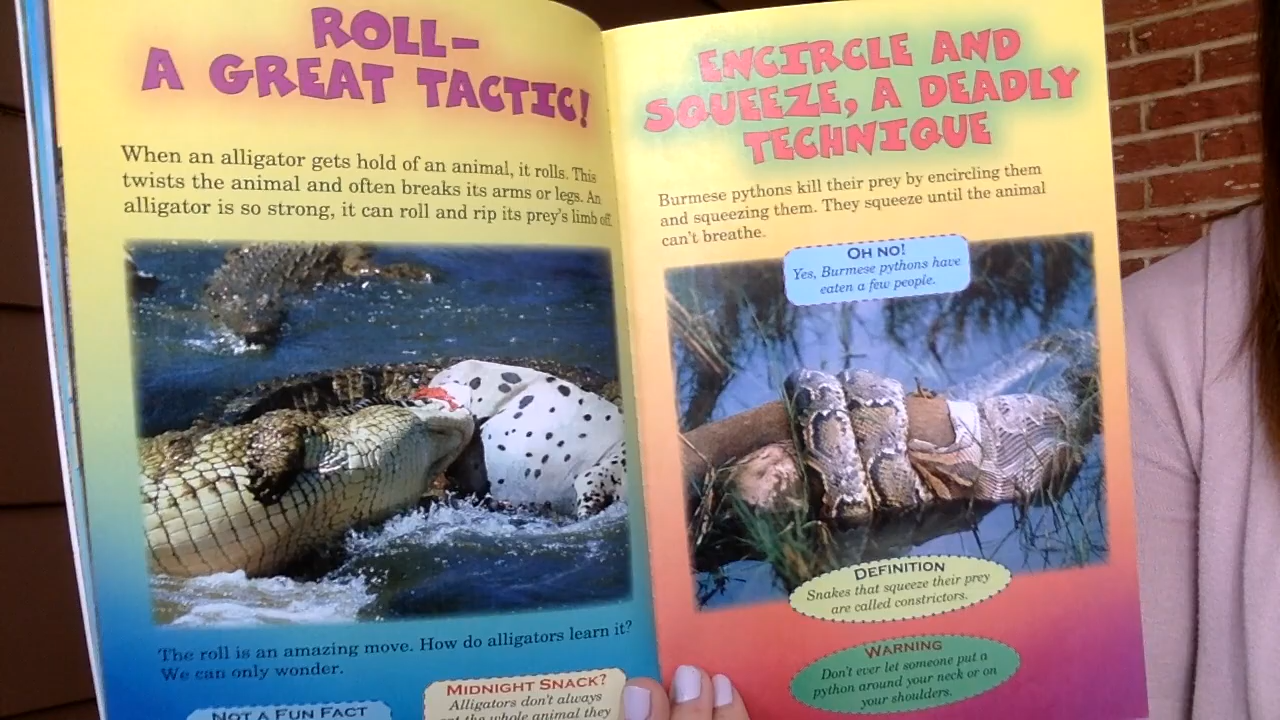 ROLL–
A GREAT TACTIC!
When an alligator gets hold of an animal, it rolls. This
twists the animal and often breaks its arms or legs. An
alligator is so strong, it can roll and rip its prey's limb off.
The roll is an amazing move. How do alligators learn it?
We can only wonder.
NOT A FUN FACT
MIDNIGHT SNACK?
Alligators don't always
the whole animal they
ENCIRCLE AND
SQUEEZE, A DEADLY
TECHNIQUE
Burmese pythons kill their prey by encircling them
and squeezing them. They squeeze until the animal
can't breathe.
OH NO!
Yes, Burmese pythons have
eaten a few people.
DEFINITION
Snakes that squeeze their prey
are called constrictors.
WARNING
Don't ever let someone put a
python around your neck or on
your shoulders.